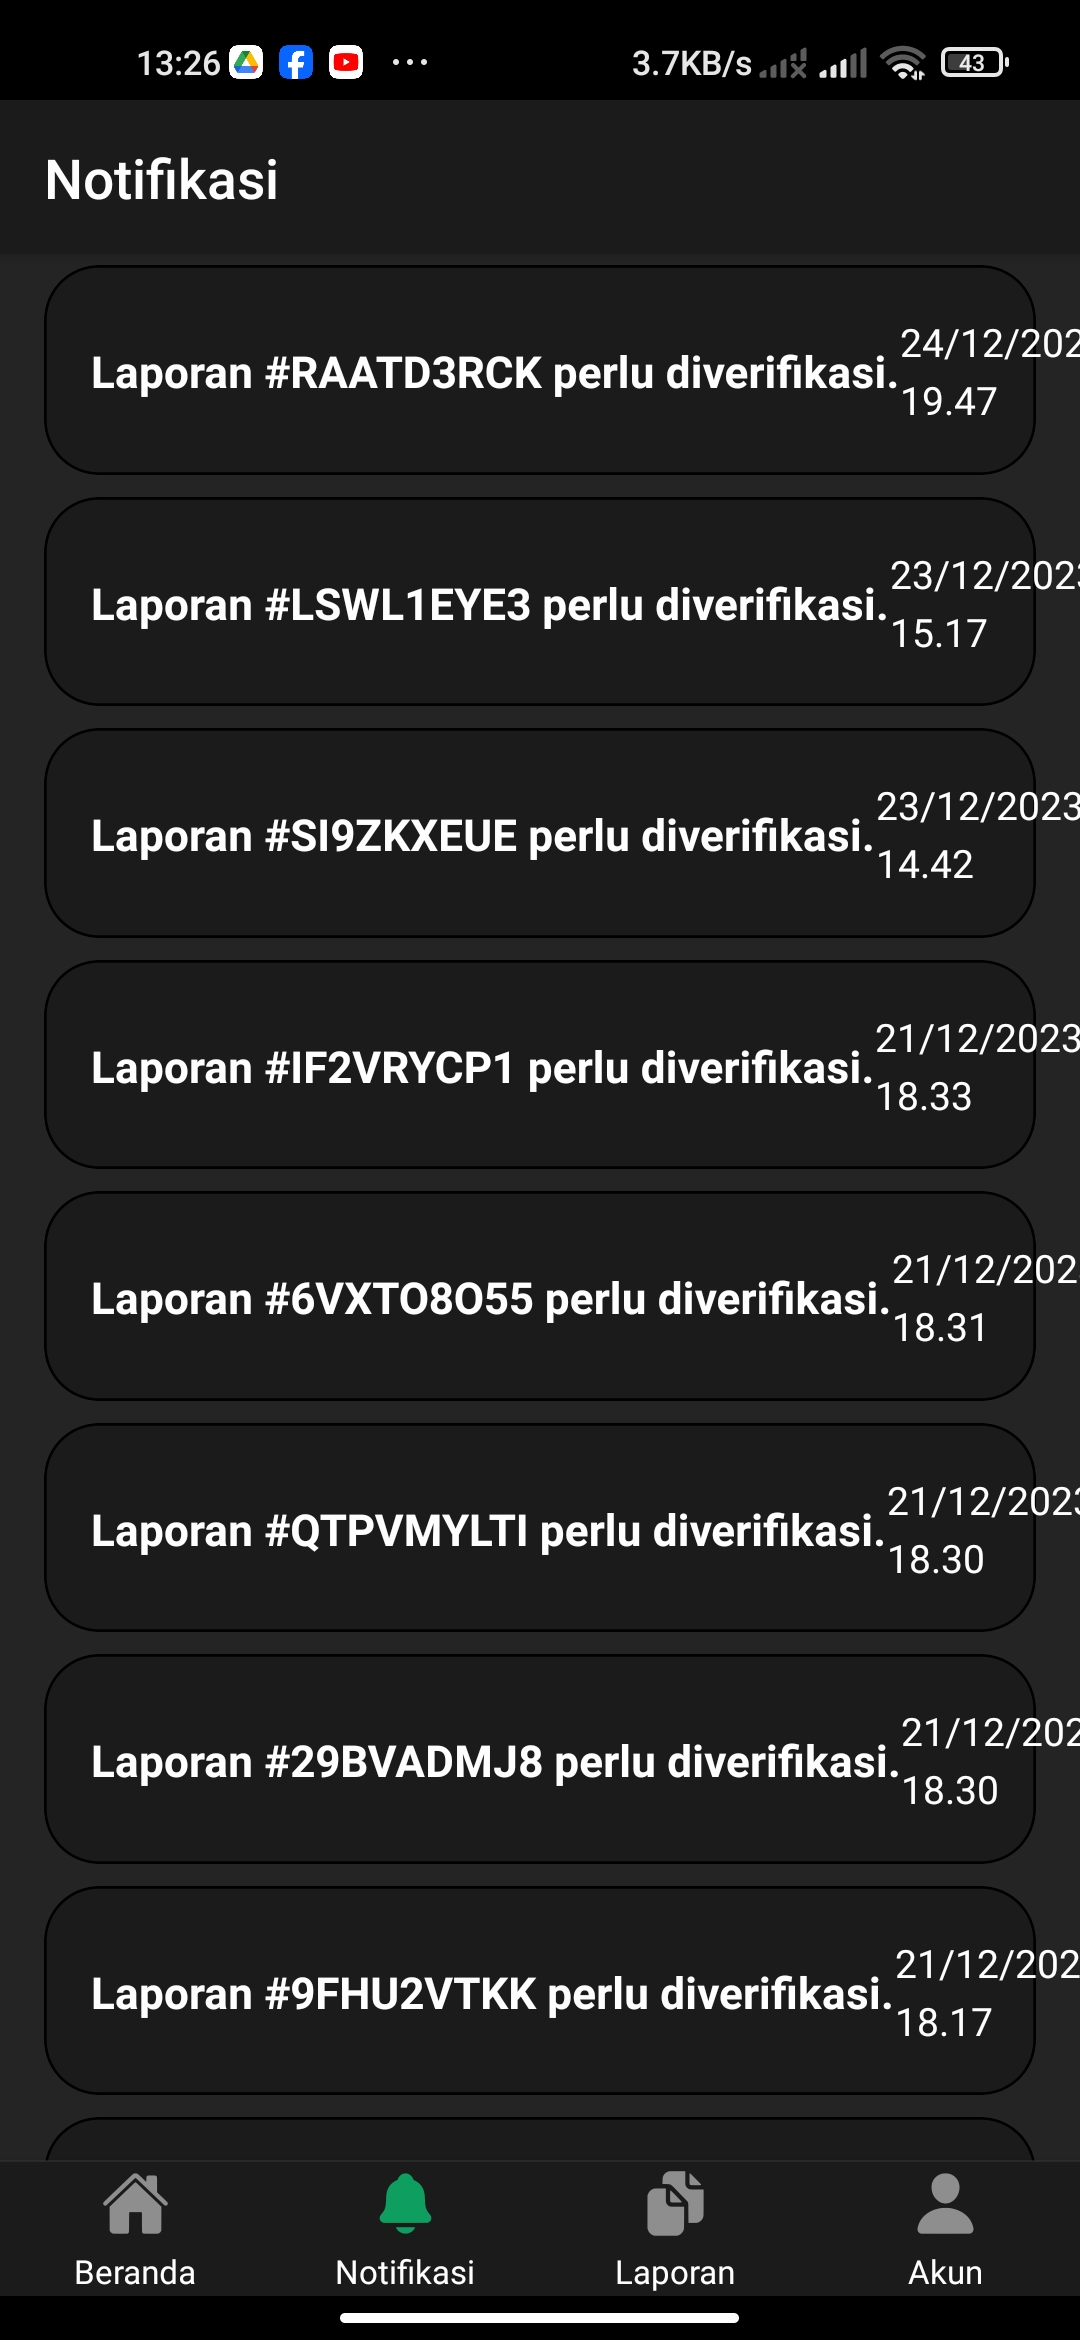 13:26
3.7KB/s
43
Notifikasi
24/12/202
Laporan #RAATD3RCK perlu diverifikasi.
19.47
23/12/202
Laporan #LSWL1EYE3 perlu diverifikasi.
15.17
23/12/2023
Laporan #SI9ZKXEUE perlu diverifikasi.
14.42
21/12/2023
Laporan #IF2VRYCP1 perlu diverifikasi.
18.33
21/12/202
Laporan #6VXTO8O55 perlu diverifikasi.
18.31
21/12/2023
Laporan #QTPVMYLTI perlu diverifikasi.
18.30
21/12/202
Laporan #29BVADMJ8 perlu diverifikasi.
18.30
21/12/202
Laporan #9FHU2VTKK perlu diverifikasi.
18.17
Beranda
Notifikasi
Laporan
Akun